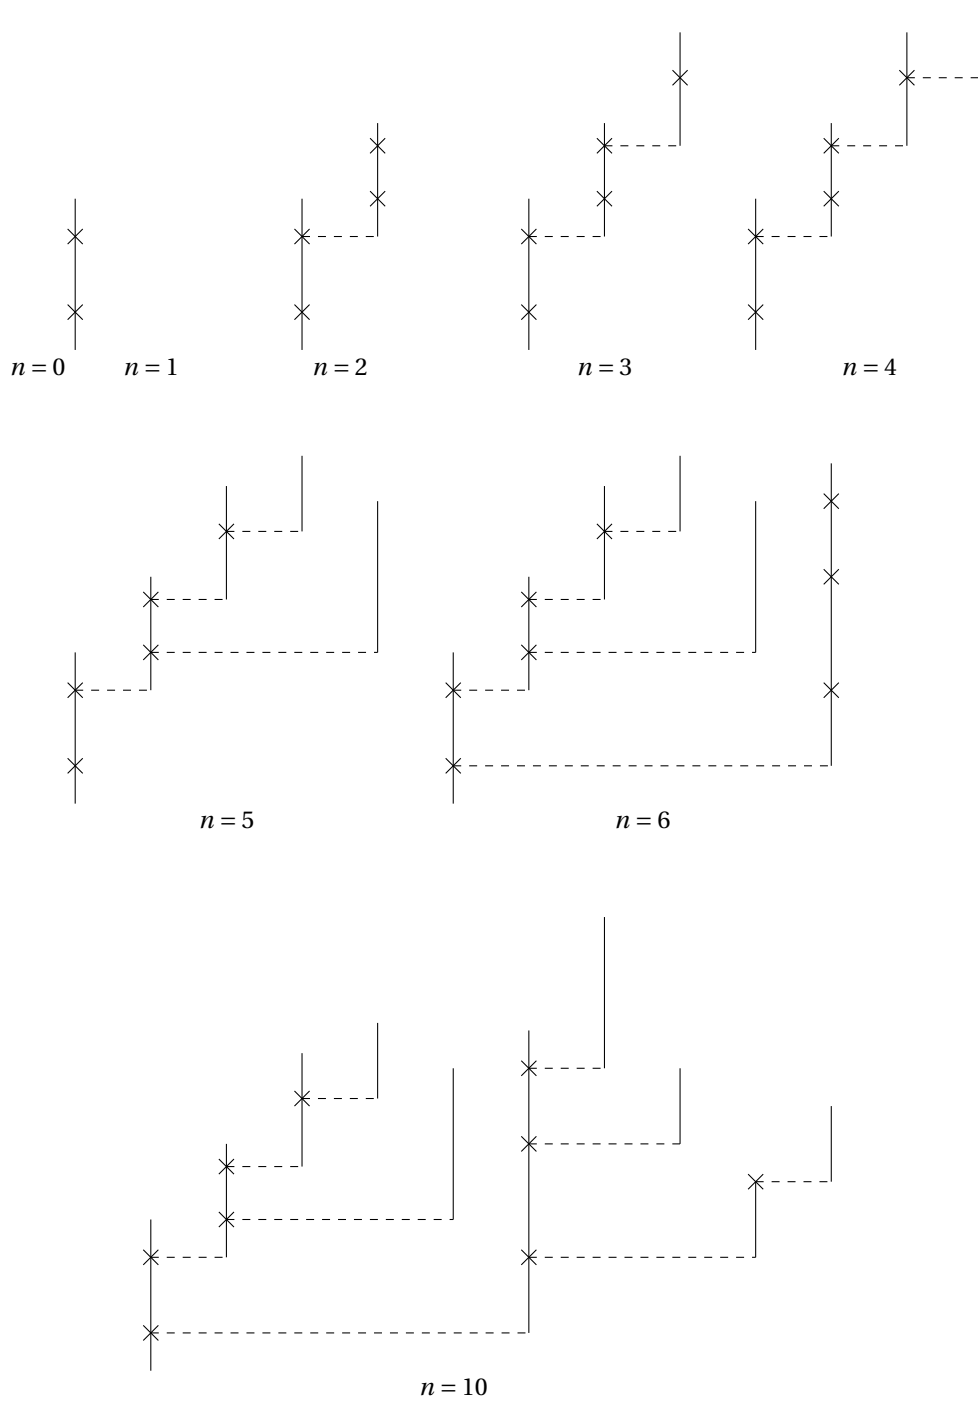 n = 0 n = 1 n = 2 n = 3 n = 4
n = 5 n = 6
n = 10